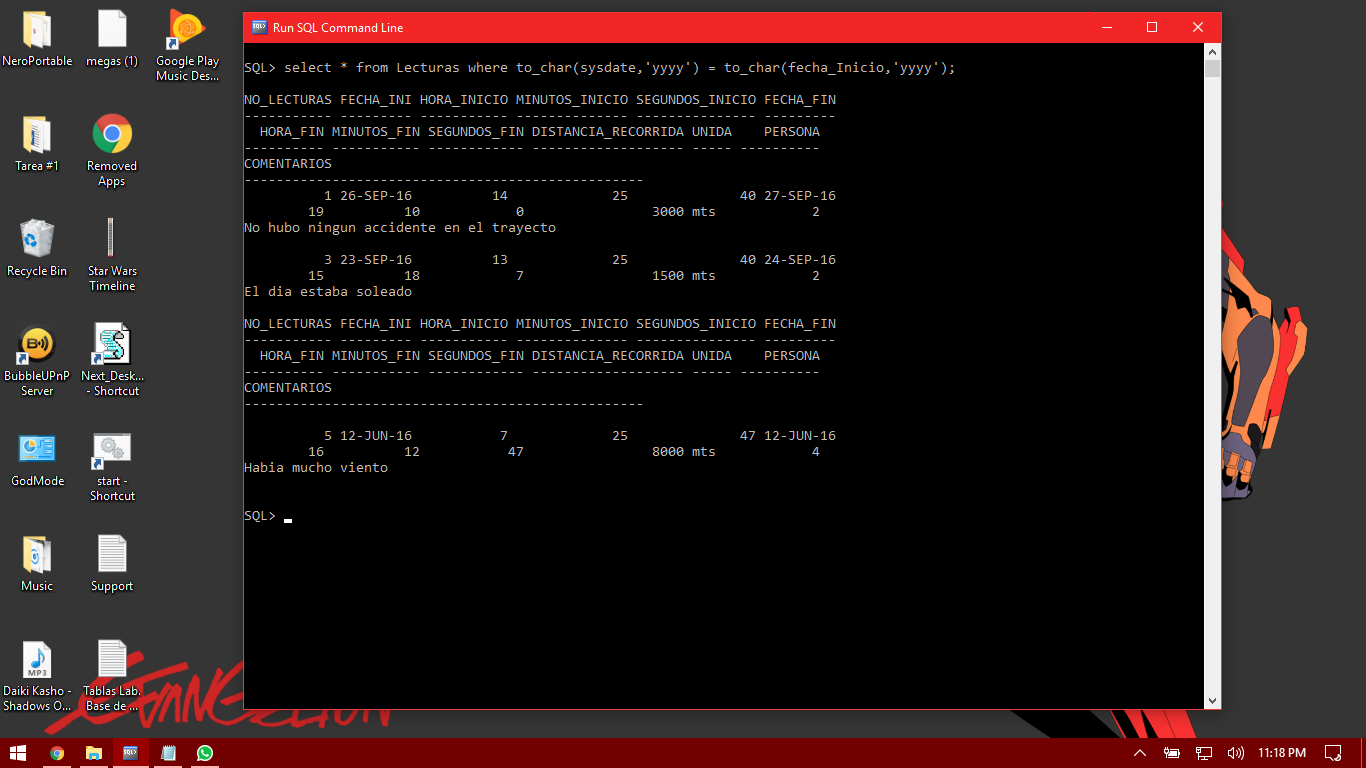 Run SQL Command Line
SQL> select * from Lecturas where to_char(sysdate,'yyyy') = to_char(fecha_Inicio,'yyyy');
NO_LECTURAS FECHA_INI HORA_INICIO MINUTOS_INICIO SEGUNDOS_INICIO FECHA_FIN
----------- --------- ----------- -------------- --------------- ---------
HORA_FIN MINUTOS_FIN SEGUNDOS_FIN DISTANCIA_RECORRIDA UNIDA PERSONA
---------- ----------- ------------ ------------------- ----- ----------
COMENTARIOS
--------------------------------------------------
1 26-SEP-16 14 25 40 27-SEP-16
19 10 0 3000 mts 2
No hubo ningun accidente en el trayecto
3 23-SEP-16 13 25 40 24-SEP-16
15 18 7 1500 mts 2
El dia estaba soleado
NO_LECTURAS FECHA_INI HORA_INICIO MINUTOS_INICIO SEGUNDOS_INICIO FECHA_FIN
----------- --------- ----------- -------------- --------------- ---------
HORA_FIN MINUTOS_FIN SEGUNDOS_FIN DISTANCIA_RECORRIDA UNIDA PERSONA
---------- ----------- ------------ ------------------- ----- ----------
COMENTARIOS
--------------------------------------------------
5 12-JUN-16 7 25 47 12-JUN-16
16 12 47 8000 mts 4
Habia mucho viento
SQL>
NeroPortable
megas (1)
Google Play
Music Des...
Tarea #1
Removed
Apps
Recycle Bin
Star Wars
Timeline
BubbleUPnP
Server
Next_Desk...
- Shortcut
GodMode
start -
Shortcut
Music
Support
MP3
Daiki Kasho -
Shadows O...
Tablas Lab.
Base de ...
EVANGELION
11:18 PM